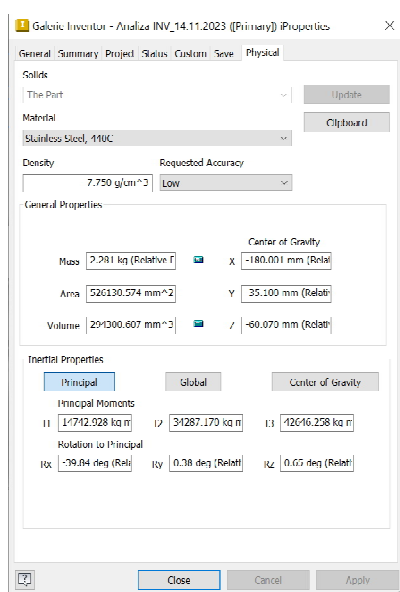 Galerie Inventor - Analiza INV_14.11.2023 ([Primary]) iProperties
General Summary Project Status Custom Save Physical
Solids
The Part
Update
Material
Clipboard
Stainless Steel, 440C
Density
Requested Accuracy
7.750 g/cm^3
Low
General Properties
Center of Gravity
Mass 2.281 kg (Relative E X -180.001 mm (Relat
Area 526130.574 mm^2 Y 35.100 mm (Relativ
Volume 294300.607 mm^3 Z -60.070 mm (Relativ
Inertial Properties
Principal Global Center of Gravity
Principal Moments
I1 14742.928 kg m I2 34287.170 kg m I3 42646.258 kg m
Rotation to Principal
Rx -39.84 deg (Rela Ry 0.38 deg (Relati Rz 0.65 deg (Relati
Close Cancel Apply